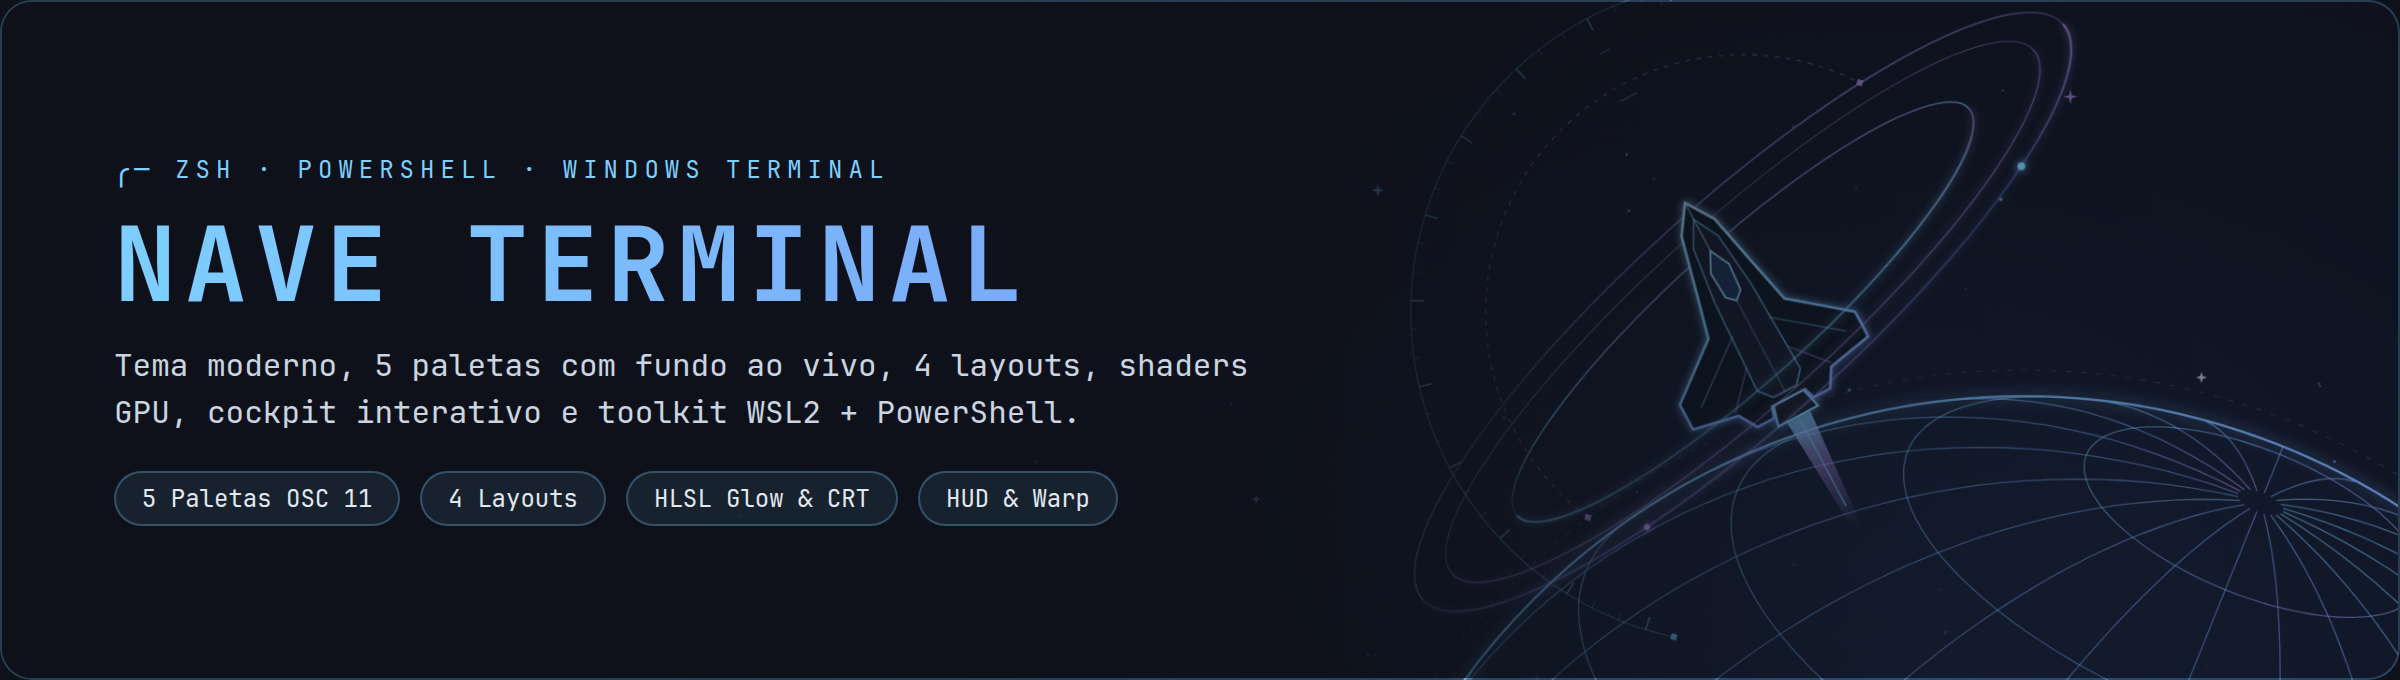 ╭─ ZSH · POWERSHELL · WINDOWS TERMINAL
NAVE TERMINAL
Tema moderno, 5 paletas com fundo ao vivo, 4 layouts, shaders
GPU, cockpit interativo e toolkit WSL2 + PowerShell.
5 Paletas OSC 11
4 Layouts
HLSL Glow & CRT
HUD & Warp